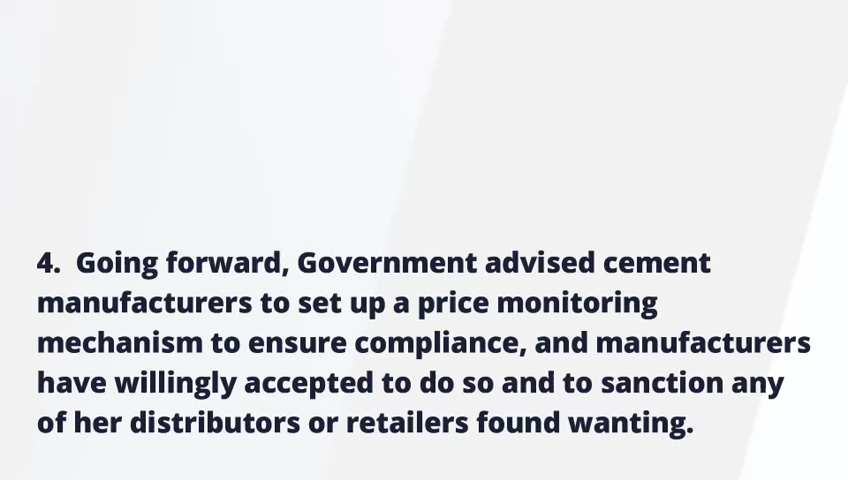 4. Going forward, Government advised cement
manufacturers to set up a price monitoring
mechanism to ensure compliance, and manufacturers
have willingly accepted to do so and to sanction any
of her distributors or retailers found wanting.